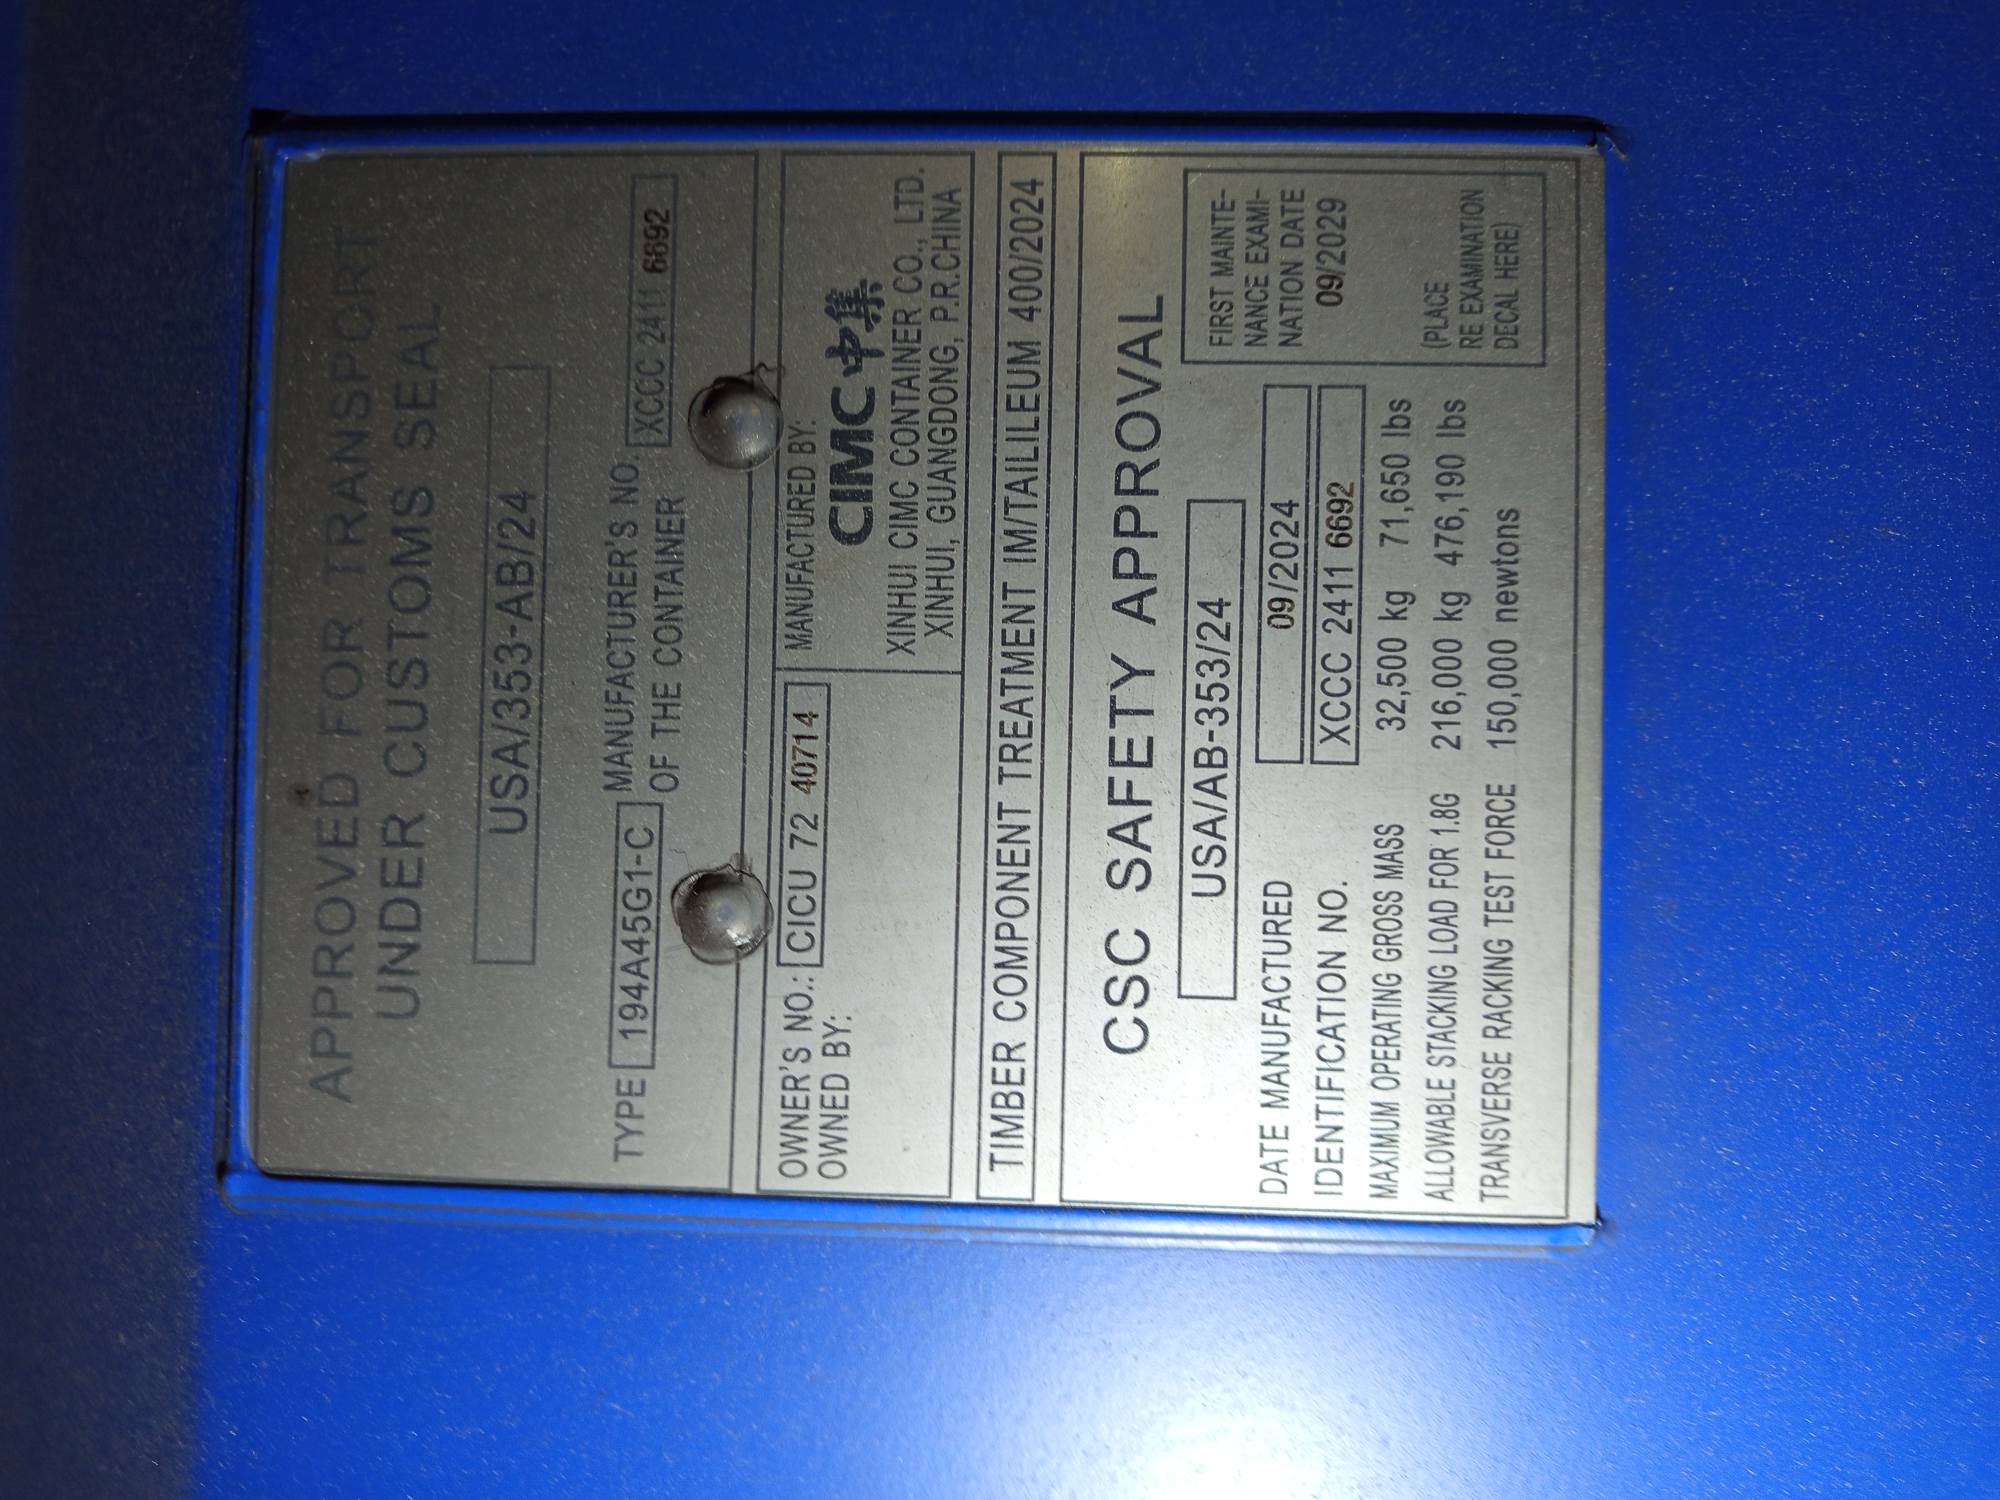 APPROVED FOR TRANSPORT
UNDER CUSTOMS SEAL
USA/353-AB/24
TYPE 194A45G1-C MANUFACTURER'S NO. OF THE CONTAINER XCCC 2411 6692
OWNER'S NO.: CICU 72 40714
OWNED BY:
MANUFACTURED BY:
CIMC中集
XINHUI CIMC CONTAINER CO., LTD.
XINHUI, GUANGDONG, P.R.CHINA
TIMBER COMPONENT TREATMENT IM/TAILILEUM 400/2024
CSC SAFETY APPROVAL
USA/AB-353/24
DATE MANUFACTURED 09/2024
IDENTIFICATION NO. XCCC 2411 6692
MAXIMUM OPERATING GROSS MASS 32,500 kg 71,650 lbs
ALLOWABLE STACKING LOAD FOR 1.8G 216,000 kg 476,190 lbs
TRANSVERSE RACKING TEST FORCE 150,000 newtons
FIRST MAINTE-
NANCE EXAMI-
NATION DATE
09/2029
(PLACE
RE EXAMINATION
DECAL HERE)